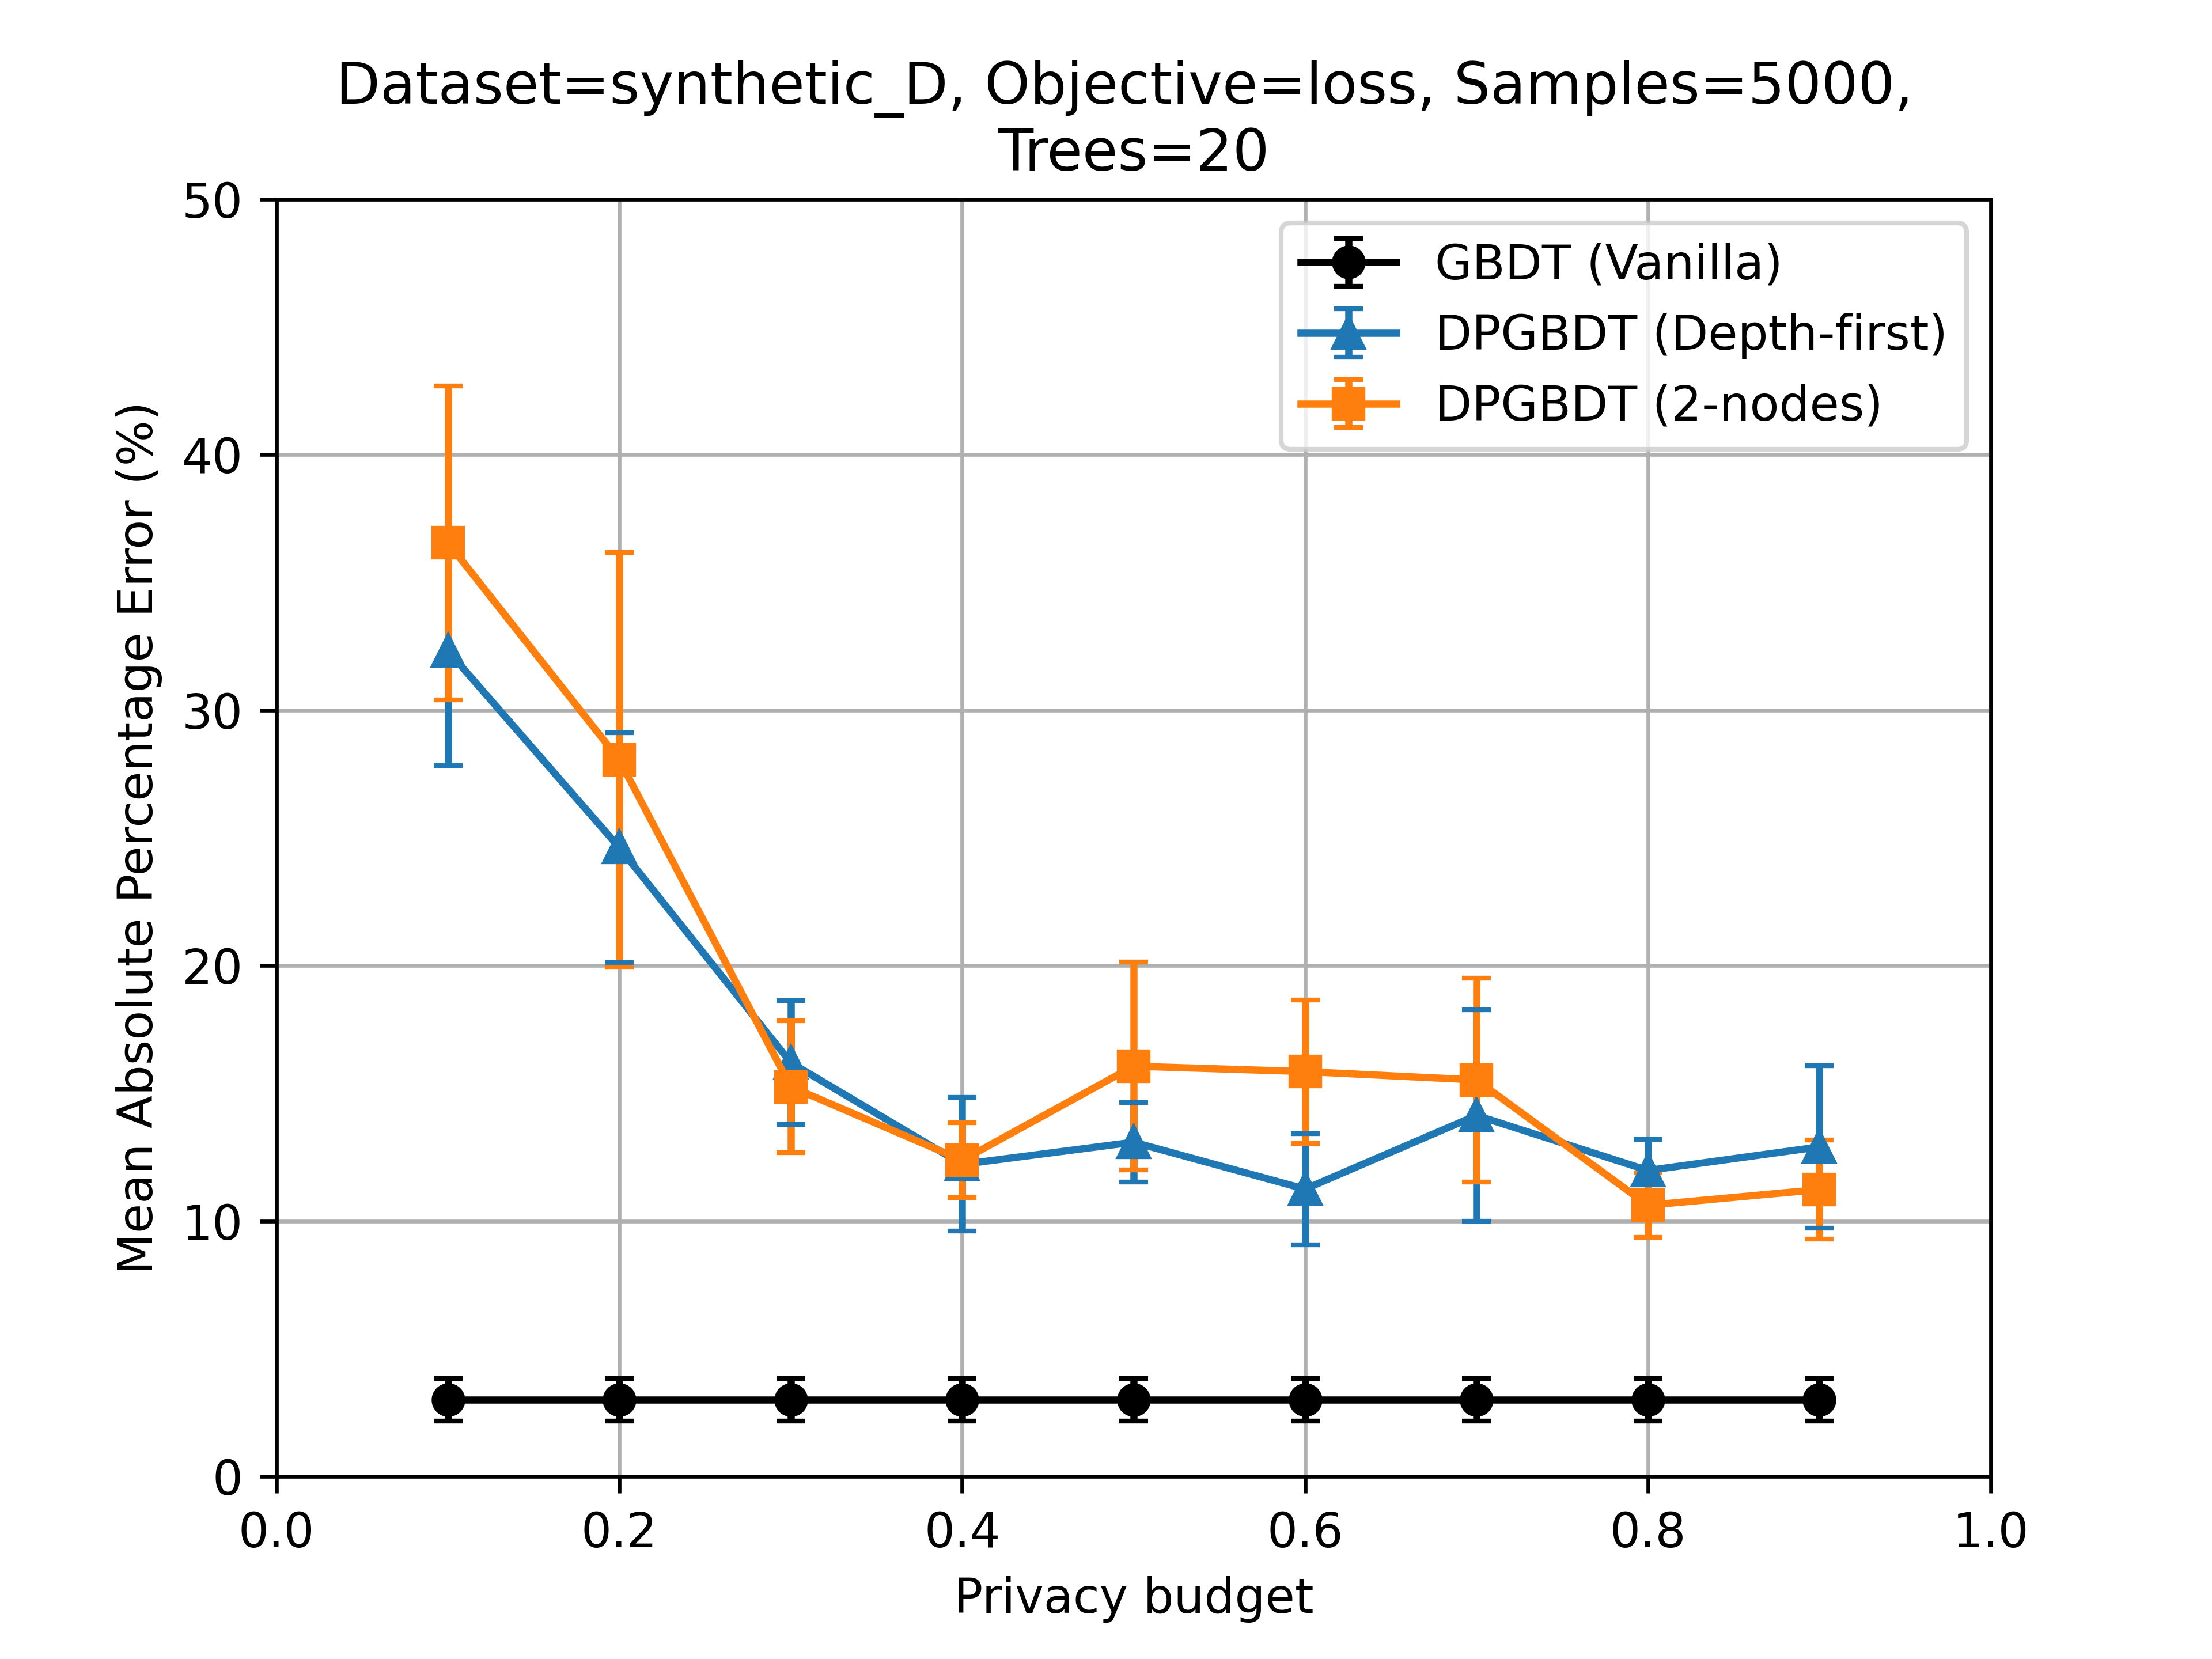 Dataset=synthetic_D, Objective=loss, Samples=5000,
Trees=20
50
40
30
20
10
0
Mean Absolute Percentage Error (%)
GBDT (Vanilla)
DPGBDT (Depth-first)
DPGBDT (2-nodes)
0.0 0.2 0.4 0.6 0.8 1.0
Privacy budget